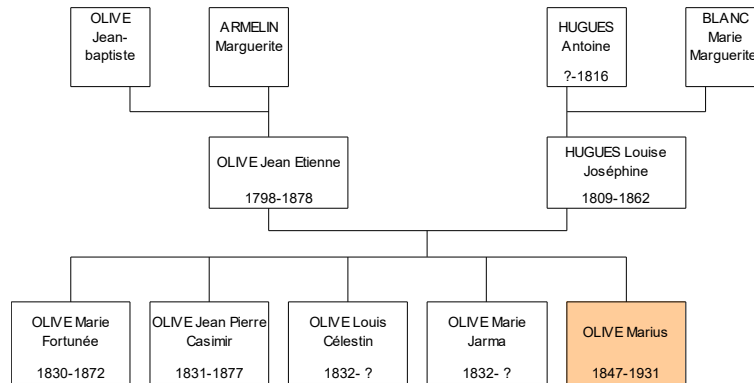 OLIVE
Jean-
baptiste
ARMELIN
Marguerite
HUGUES
Antoine
?-1816
BLANC
Marie
Marguerite
OLIVE Jean Etienne
1798-1878
HUGUES Louise
Joséphine
1809-1862
OLIVE Marie
Fortunée
1830-1872
OLIVE Jean Pierre
Casimir
1831-1877
OLIVE Louis
Célestin
1832- ?
OLIVE Marie
Jarma
1832- ?
OLIVE Marius
1847-1931